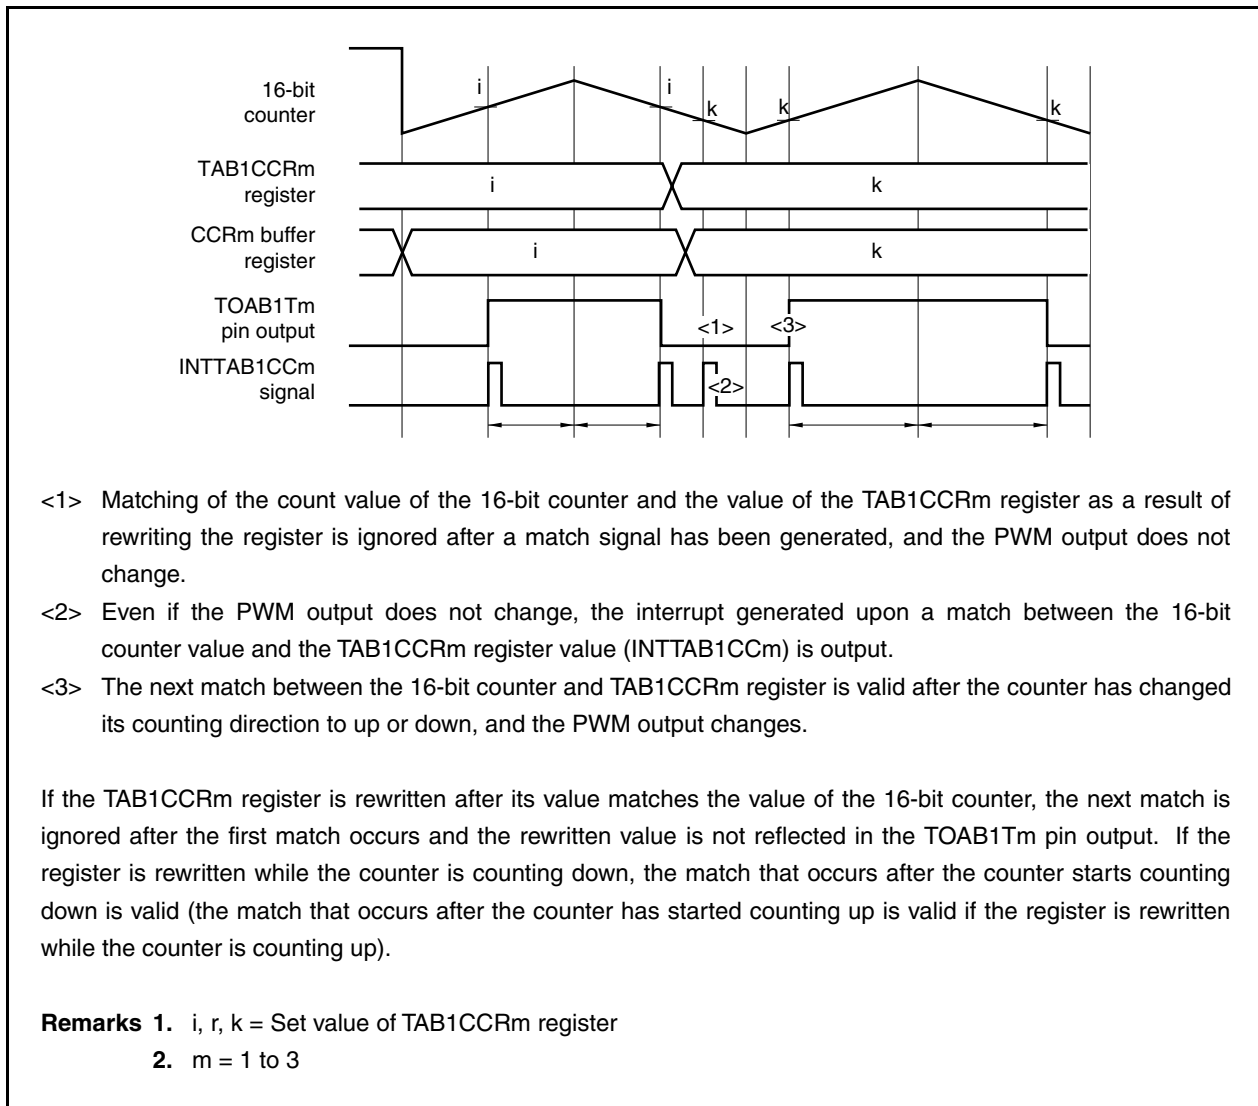 i
i
k
k
k
16-bit
counter
TAB1CCRm
register
i
k
CCRm buffer
register
i
k
TOAB1Tm
pin output
<1>
<3>
INTTAB1CCm
signal
<2>
<1> Matching of the count value of the 16-bit counter and the value of the TAB1CCRm register as a result of
rewriting the register is ignored after a match signal has been generated, and the PWM output does not
change.
<2> Even if the PWM output does not change, the interrupt generated upon a match between the 16-bit
counter value and the TAB1CCRm register value (INTTAB1CCm) is output.
<3> The next match between the 16-bit counter and TAB1CCRm register is valid after the counter has changed
its counting direction to up or down, and the PWM output changes.
If the TAB1CCRm register is rewritten after its value matches the value of the 16-bit counter, the next match is
ignored after the first match occurs and the rewritten value is not reflected in the TOAB1Tm pin output. If the
register is rewritten while the counter is counting down, the match that occurs after the counter starts counting
down is valid (the match that occurs after the counter has started counting up is valid if the register is rewritten
while the counter is counting up).
Remarks 1. i, r, k = Set value of TAB1CCRm register
2. m = 1 to 3